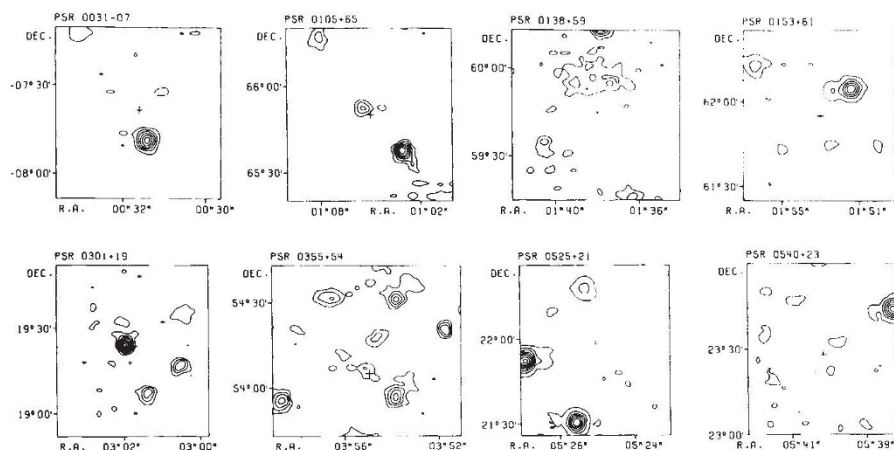 PSR 0031-07
DEC.
-07°30'
-08°00'
R.A. 00ʰ32ᵐ 00ʰ30ᵐ
PSR 0105+65
DEC.
66°00'
65°30'
01ʰ08ᵐ R.A. 01ʰ02ᵐ
PSR 0138+59
DEC.
60°00'
59°30'
R.A. 01ʰ40ᵐ 01ʰ36ᵐ
PSR 0153+61
DEC.
62°00'
61°30'
R.A. 01ʰ55ᵐ 01ʰ51ᵐ
PSR 0301+19
DEC.
19°30'
19°00'
R.A. 03ʰ02ᵐ 03ʰ00ᵐ
PSR 0355+54
DEC.
54°30'
54°00'
R.A. 03ʰ56ᵐ 03ʰ52ᵐ
PSR 0525+21
DEC.
22°00'
21°30'
R.A. 05ʰ26ᵐ 05ʰ24ᵐ
PSR 0540+23
DEC.
23°30'
23°00'
R.A. 05ʰ41ᵐ 05ʰ39ᵐ